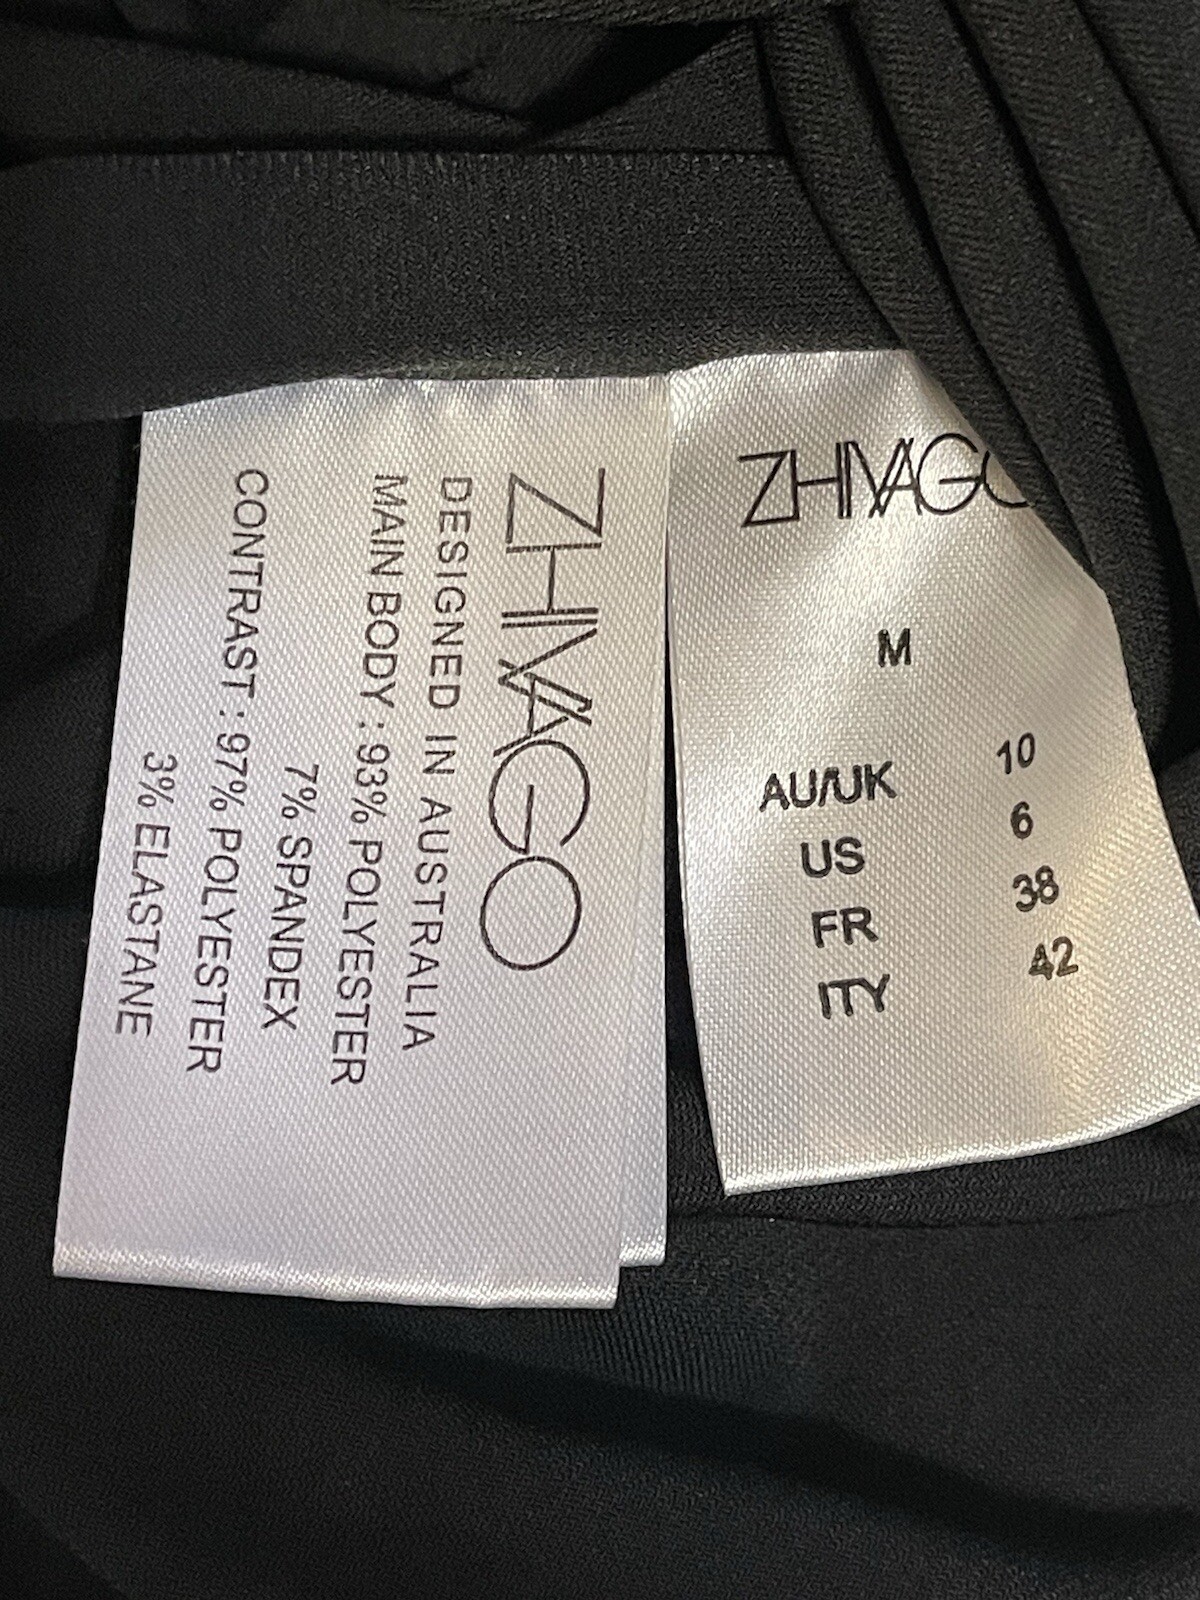 ZHIVAGO
DESIGNED IN AUSTRALIA
MAIN BODY : 93% POLYESTER
7% SPANDEX
CONTRAST : 97% POLYESTER
3% ELASTANE
ZHIVAGO
M
AU/UK 10
US 6
FR 38
ITY 42